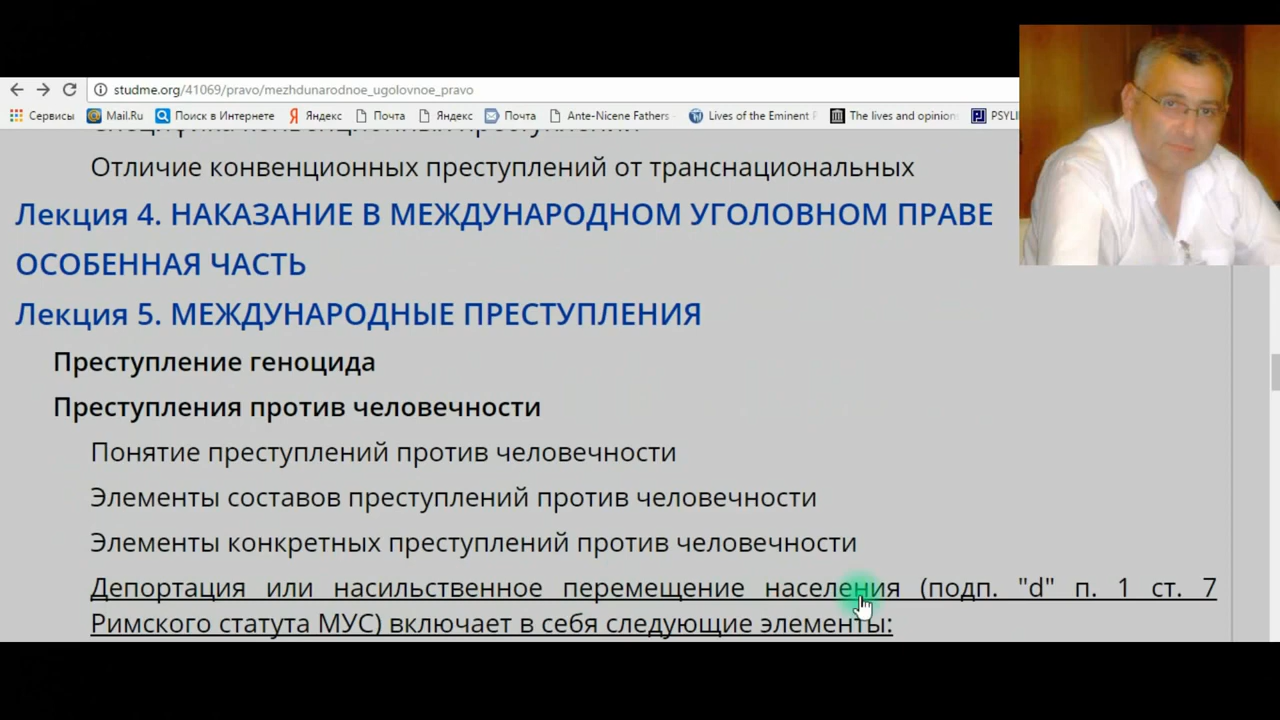 studme.org/41069/pravo/mezhdunarodnoe_ugolovnoe_pravo
Сервисы Mail.Ru Поиск в Интернете Яндекс Почта Яндекс Почта Ante-Nicene Fathers - Lives of the Eminent The lives and opinions PSYLI
Отличие конвенционных преступлений от транснациональных
Лекция 4. НАКАЗАНИЕ В МЕЖДУНАРОДНОМ УГОЛОВНОМ ПРАВЕ
ОСОБЕННАЯ ЧАСТЬ
Лекция 5. МЕЖДУНАРОДНЫЕ ПРЕСТУПЛЕНИЯ
Преступление геноцида
Преступления против человечности
Понятие преступлений против человечности
Элементы составов преступлений против человечности
Элементы конкретных преступлений против человечности
Депортация или насильственное перемещение населения (подп. "d" п. 1 ст. 7
Римского статута МУС) включает в себя следующие элементы: